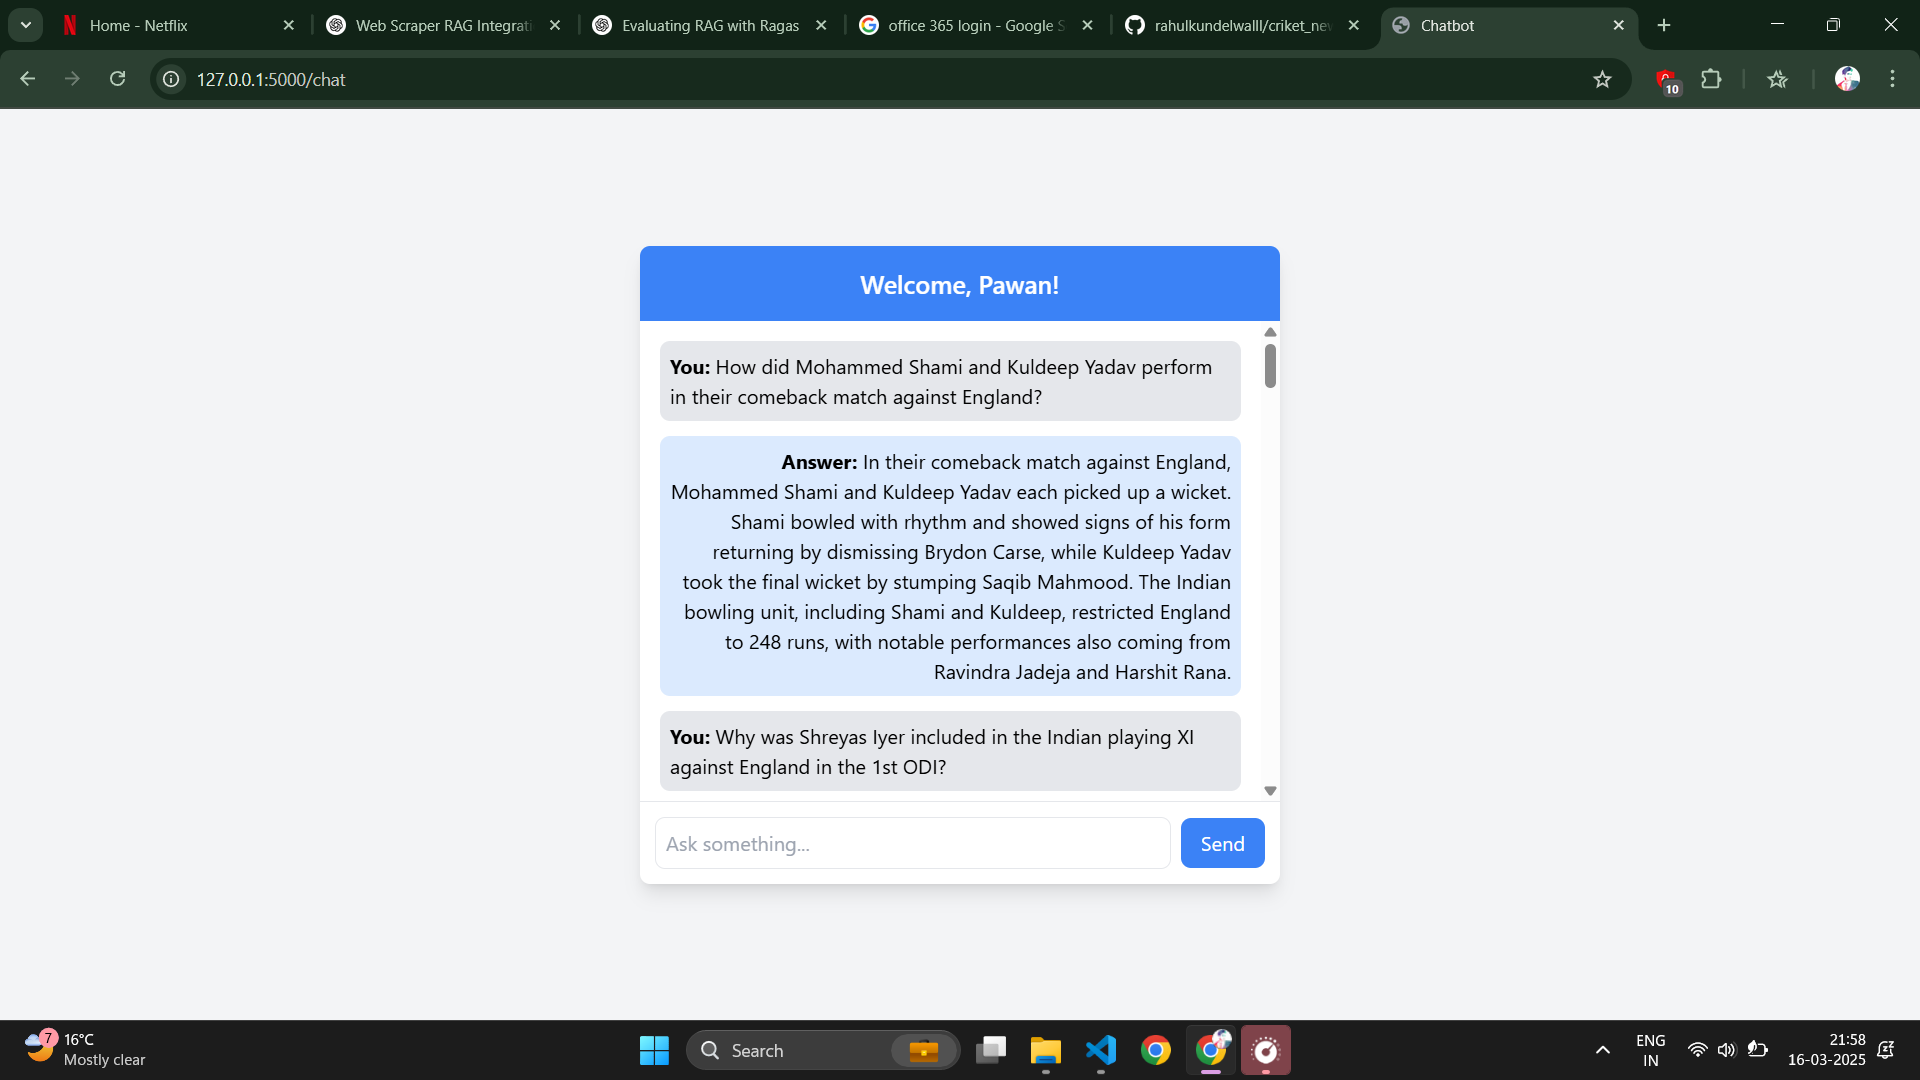 Home - Netflix
Web Scraper RAG Integrati
Evaluating RAG with Ragas
office 365 login - Google S
rahulkundelwalll/criket_nev
Chatbot
127.0.0.1:5000/chat
10
Welcome, Pawan!
You: How did Mohammed Shami and Kuldeep Yadav perform
in their comeback match against England?
Answer: In their comeback match against England,
Mohammed Shami and Kuldeep Yadav each picked up a wicket.
Shami bowled with rhythm and showed signs of his form
returning by dismissing Brydon Carse, while Kuldeep Yadav
took the final wicket by stumping Saqib Mahmood. The Indian
bowling unit, including Shami and Kuldeep, restricted England
to 248 runs, with notable performances also coming from
Ravindra Jadeja and Harshit Rana.
You: Why was Shreyas Iyer included in the Indian playing XI
against England in the 1st ODI?
Ask something...
Send
7
16°C
Mostly clear
Search
ENG
IN
21:58
16-03-2025